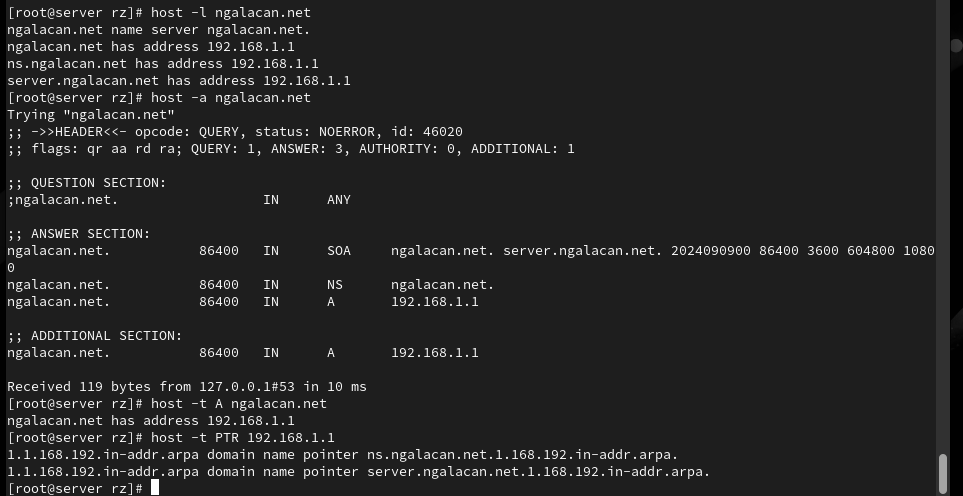 [root@server rz]# host -l ngalacan.net
ngalacan.net name server ngalacan.net.
ngalacan.net has address 192.168.1.1
ns.ngalacan.net has address 192.168.1.1
server.ngalacan.net has address 192.168.1.1
[root@server rz]# host -a ngalacan.net
Trying "ngalacan.net"
;; ->>HEADER<<- opcode: QUERY, status: NOERROR, id: 46020
;; flags: qr aa rd ra; QUERY: 1, ANSWER: 3, AUTHORITY: 0, ADDITIONAL: 1
;; QUESTION SECTION:
;ngalacan.net. IN ANY
;; ANSWER SECTION:
ngalacan.net. 86400 IN SOA ngalacan.net. server.ngalacan.net. 2024090900 86400 3600 604800 1080
0
ngalacan.net. 86400 IN NS ngalacan.net.
ngalacan.net. 86400 IN A 192.168.1.1
;; ADDITIONAL SECTION:
ngalacan.net. 86400 IN A 192.168.1.1
Received 119 bytes from 127.0.0.1#53 in 10 ms
[root@server rz]# host -t A ngalacan.net
ngalacan.net has address 192.168.1.1
[root@server rz]# host -t PTR 192.168.1.1
1.1.168.192.in-addr.arpa domain name pointer ns.ngalacan.net.1.168.192.in-addr.arpa.
1.1.168.192.in-addr.arpa domain name pointer server.ngalacan.net.1.168.192.in-addr.arpa.
[root@server rz]#